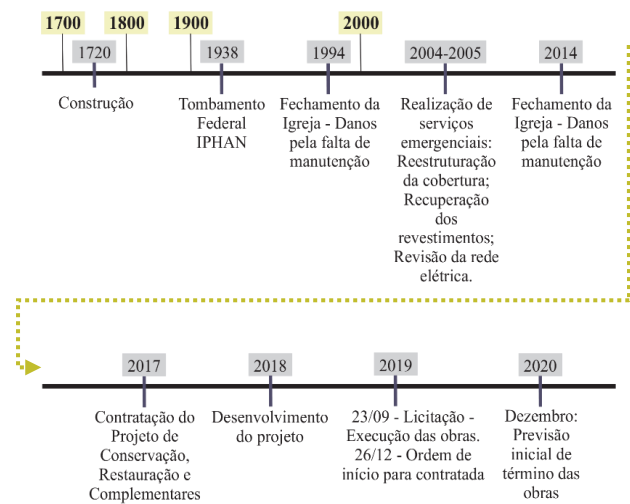 1700
1800
1900
2000
1720
1938
1994
2004-2005
2014
Construção
Tombamento
Federal
IPHAN
Fechamento da
Igreja - Danos
pela falta de
manutenção
Realização de
serviços
emergenciais:
Reestruturação
da cobertura;
Recuperação
dos
revestimentos;
Revisão da rede
elétrica.
Fechamento da
Igreja - Danos
pela falta de
manutenção
2017
2018
2019
2020
Contratação do
Projeto de
Conservação,
Restauração e
Complementares
Desenvolvimento
do projeto
23/09 - Licitação -
Execução das obras.
26/12 - Ordem de
início para contratada
Dezembro:
Previsão
inicial de
término das
obras